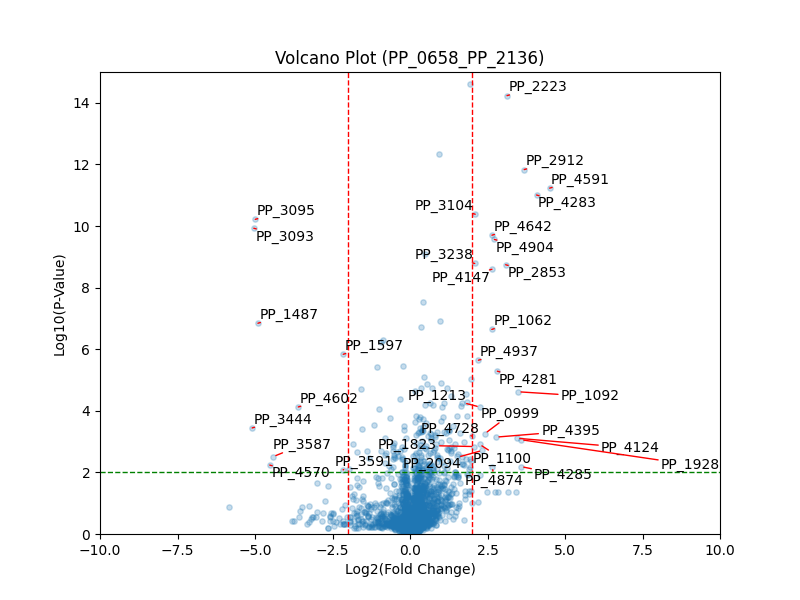 Volcano Plot (PP_0658_PP_2136)
PP_2223
PP_2912
PP_4591
PP_4283
PP_3104
PP_3095
PP_3093
PP_4642
PP_4904
PP_3238
PP_2853
PP_4147
PP_1487
PP_1062
PP_1597
PP_4937
PP_4281
PP_4602
PP_1213
PP_1092
PP_3444
PP_0999
PP_4728
PP_4395
PP_3587
PP_1823
PP_4124
PP_3591
PP_2094
PP_1100
PP_1928
PP_4570
PP_4874
PP_4285
14
12
10
8
6
4
2
0
−10.0
−7.5
−5.0
−2.5
0.0
2.5
5.0
7.5
10.0
Log2(Fold Change)
Log10(P-Value)